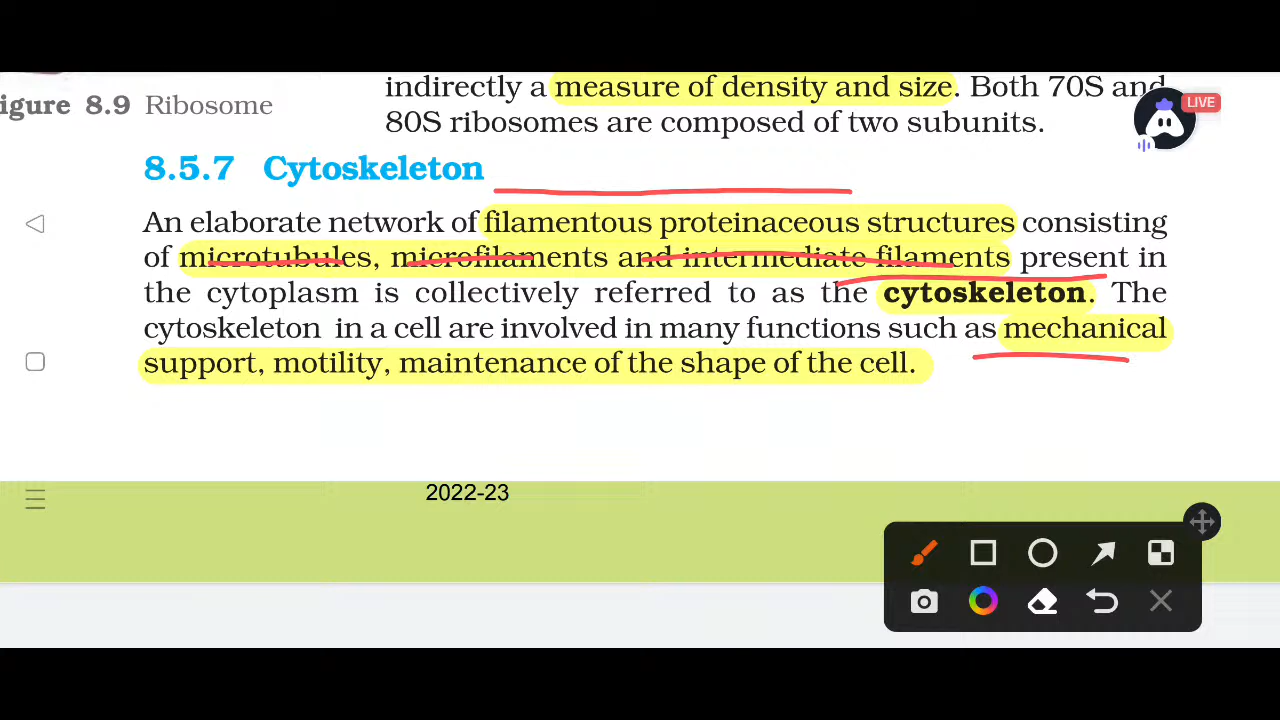 indirectly a measure of density and size. Both 70S and
igure 8.9 Ribosome
80S ribosomes are composed of two subunits.
LIVE
8.5.7 Cytoskeleton
An elaborate network of filamentous proteinaceous structures consisting
of microtubules, microfilaments and intermediate filaments present in
the cytoplasm is collectively referred to as the cytoskeleton. The
cytoskeleton in a cell are involved in many functions such as mechanical
support, motility, maintenance of the shape of the cell.
2022-23